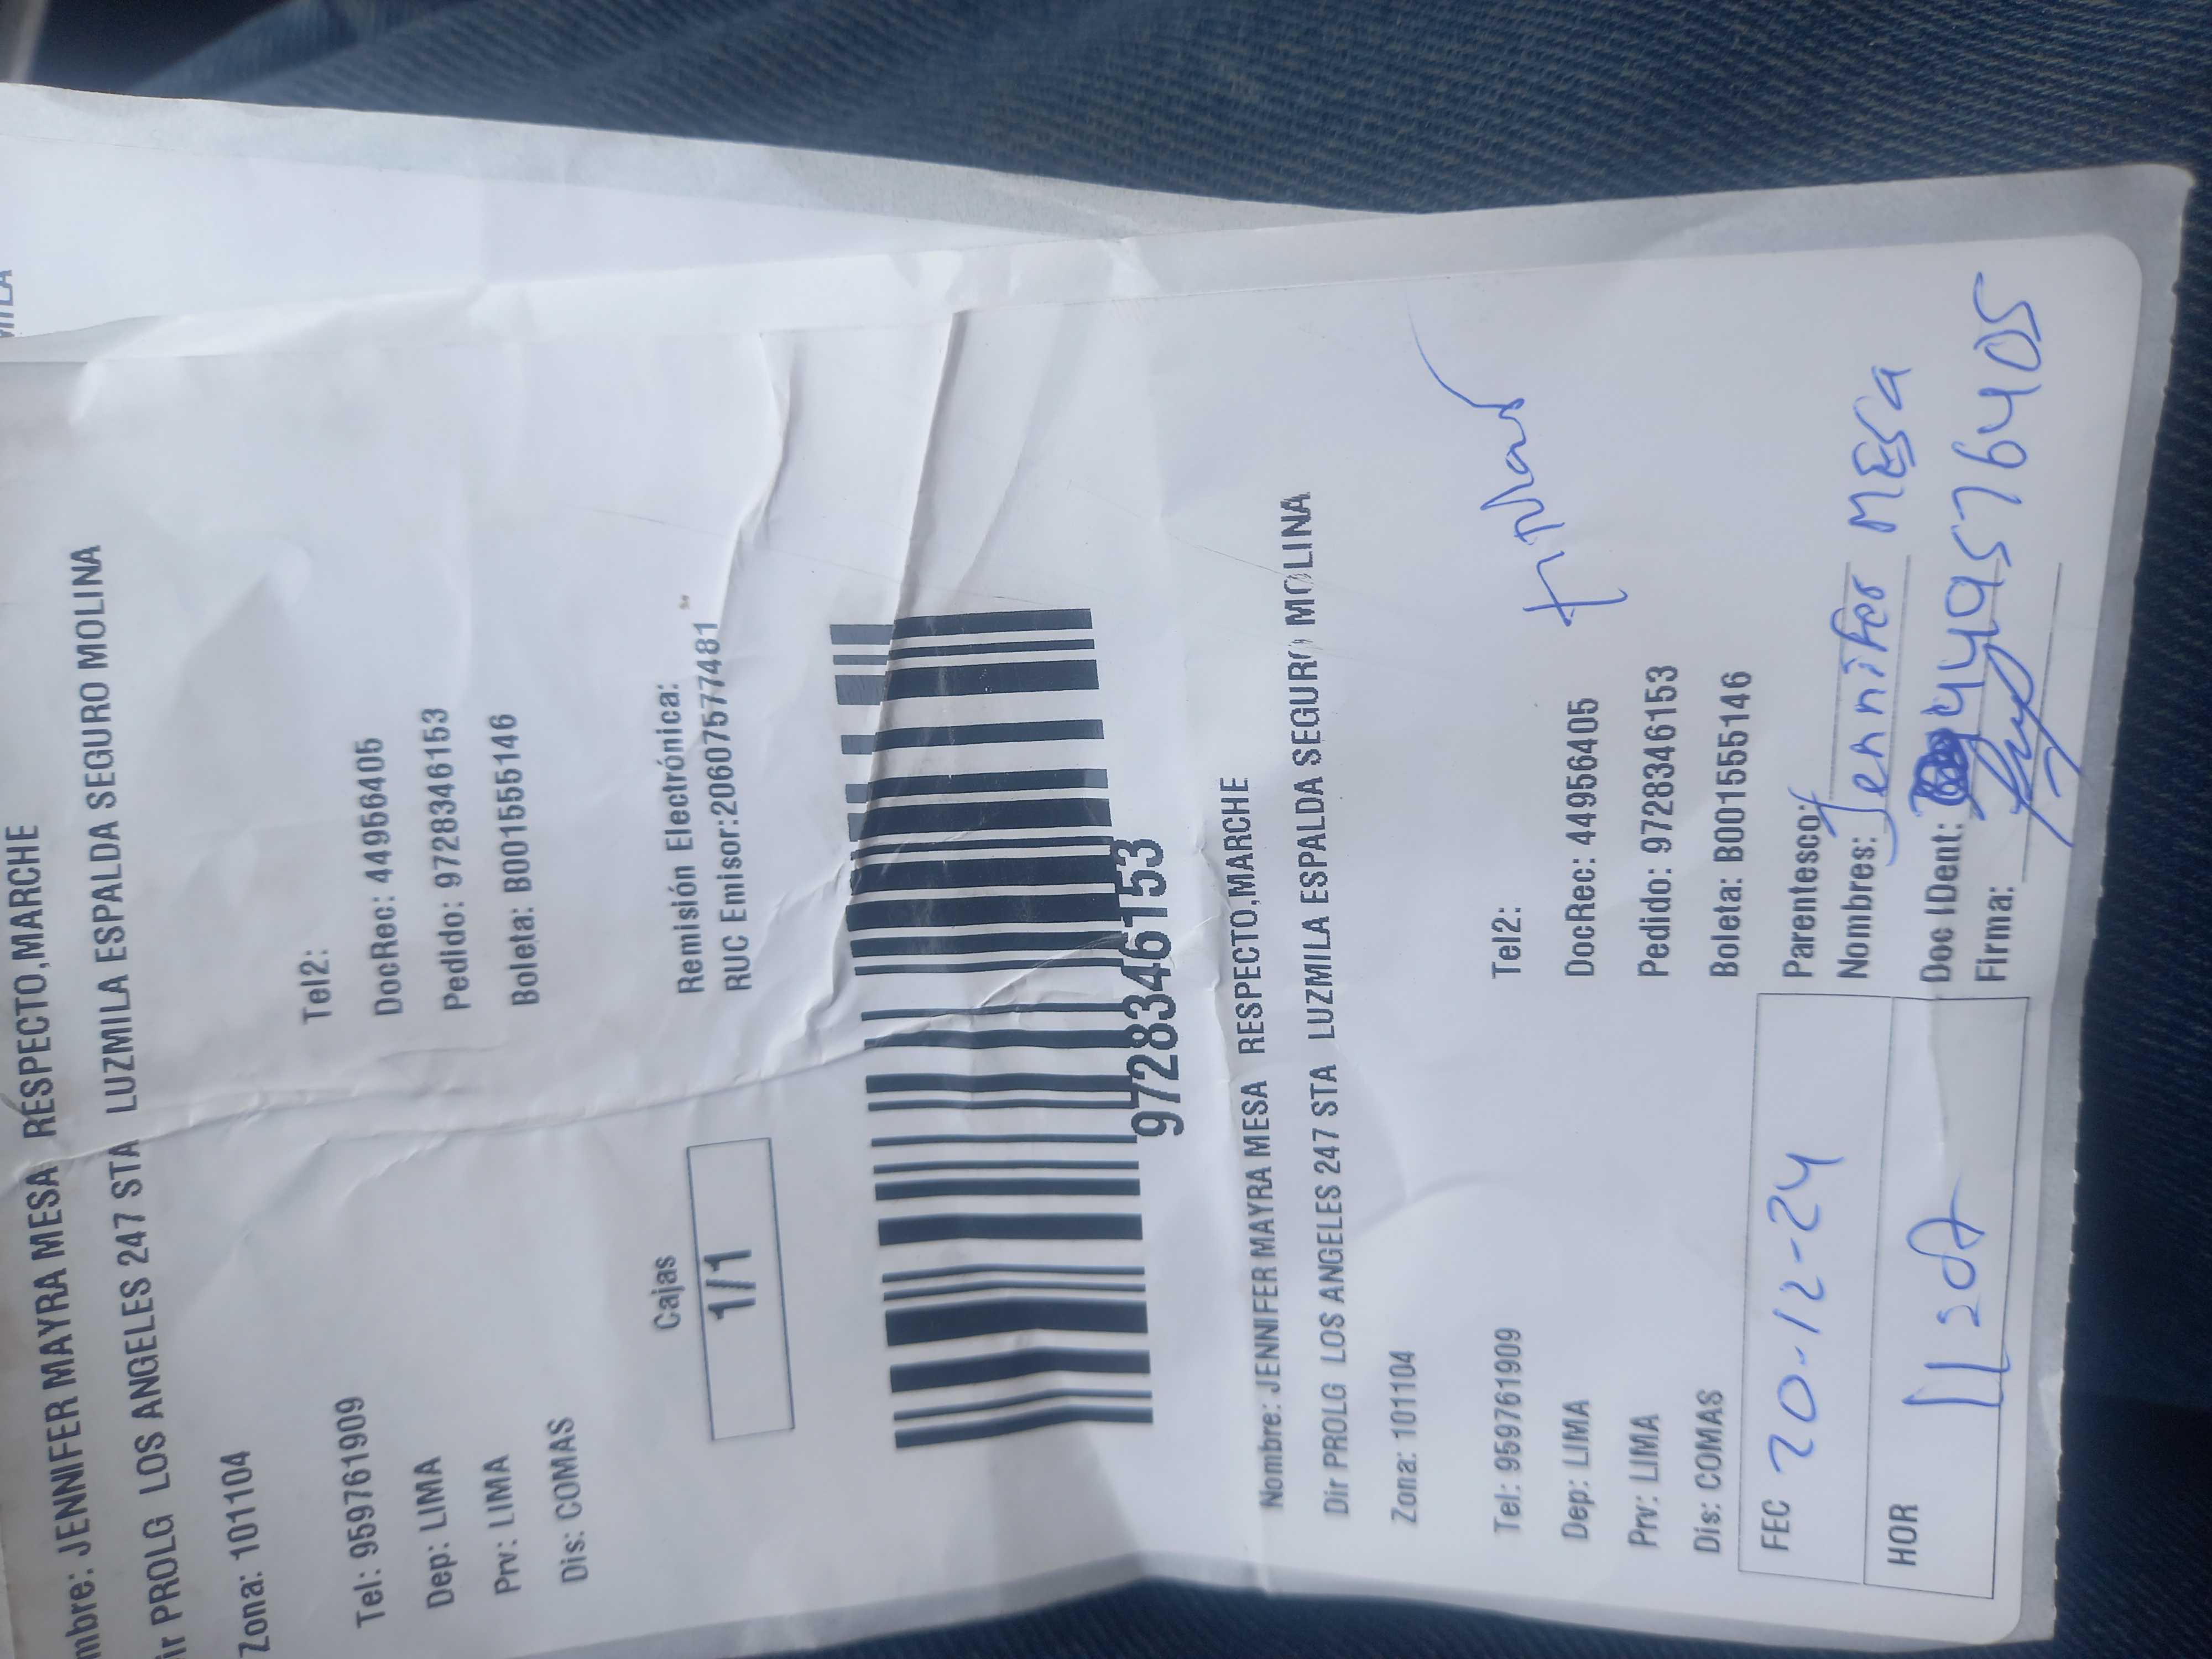 MILA
mbre: JENNIFER MAYRA MESA RESPECTO,MARCHE
ir PROLG LOS ANGELES 247 STA LUZMILA ESPALDA SEGURO MOLINA
Zona: 101104
Tel: 959761909 Tel2:
Dep: LIMA DocRec: 44956405
Prv: LIMA Pedido: 9728346153
Dis: COMAS Boleta: B001555146
Cajas Remisión Electrónica:
1/1 RUC Emisor:20607577481
9728346153
Nombre: JENNIFER MAYRA MESA RESPECTO,MARCHE
Dir PROLG LOS ANGELES 247 STA LUZMILA ESPALDA SEGURO MOLINA
Zona: 101104
Tel: 959761909 Tel2: titular
Dep: LIMA DocRec: 44956405
Prv: LIMA Pedido: 9728346153
Dis: COMAS Boleta: B001555146
FEC 20-12-24 Parentesco:
Nombres: Jennifer MESA
HOR Doc IDent:
Firma: